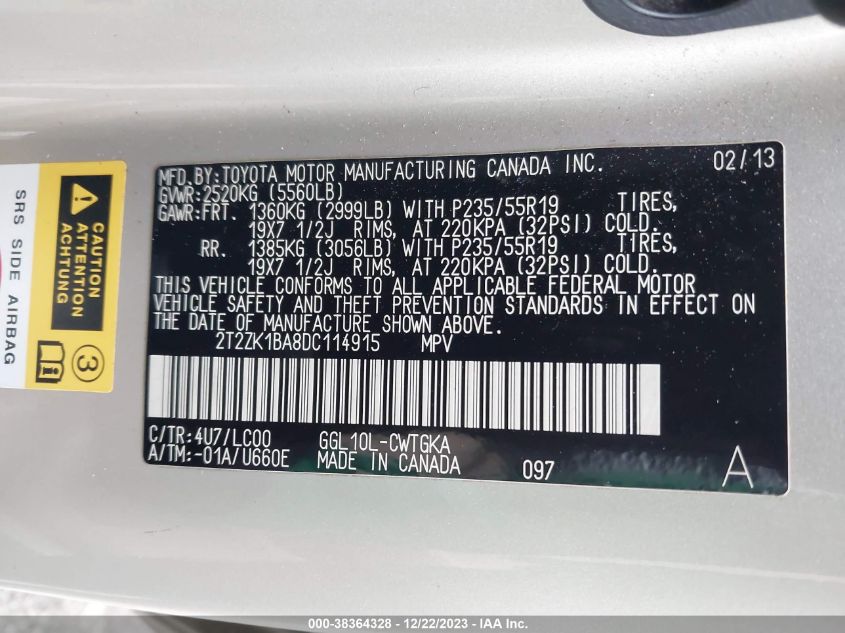 MFD.BY:TOYOTA MOTOR MANUFACTURING CANADA INC. 02/13
GVWR:2520KG (5560LB)
GAWR:FRT. 1360KG (2999LB) WITH P235/55R19 TIRES,
19X7 1/2J RIMS, AT 220KPA (32PSI) COLD.
RR. 1385KG (3056LB) WITH P235/55R19 TIRES,
19X7 1/2J RIMS, AT 220KPA (32PSI) COLD.
THIS VEHICLE CONFORMS TO ALL APPLICABLE FEDERAL MOTOR
VEHICLE SAFETY AND THEFT PREVENTION STANDARDS IN EFFECT ON
THE DATE OF MANUFACTURE SHOWN ABOVE.
2T2ZK1BA8DC114915 MPV
C/TR:4U7/LC00 GGL10L-CWTGKA
A/TM:-01A/U660E MADE IN CANADA 097 A
CAUTION
ATTENTION
ACHTUNG
3
SRS SIDE AIRBAG
000-38364328 - 12/22/2023 - IAA Inc.